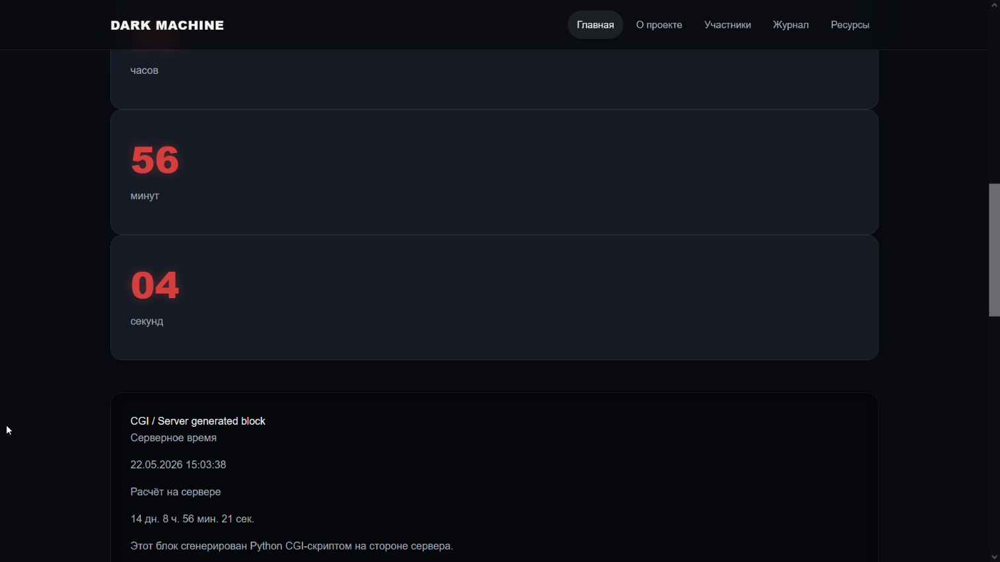 DARK MACHINE
Главная
О проекте
Участники
Журнал
Ресурсы
часов
56
минут
04
секунд
CGI / Server generated block
Серверное время
22.05.2026 15:03:38
Расчёт на сервере
14 дн. 8 ч. 56 мин. 21 сек.
Этот блок сгенерирован Python CGI-скриптом на стороне сервера.